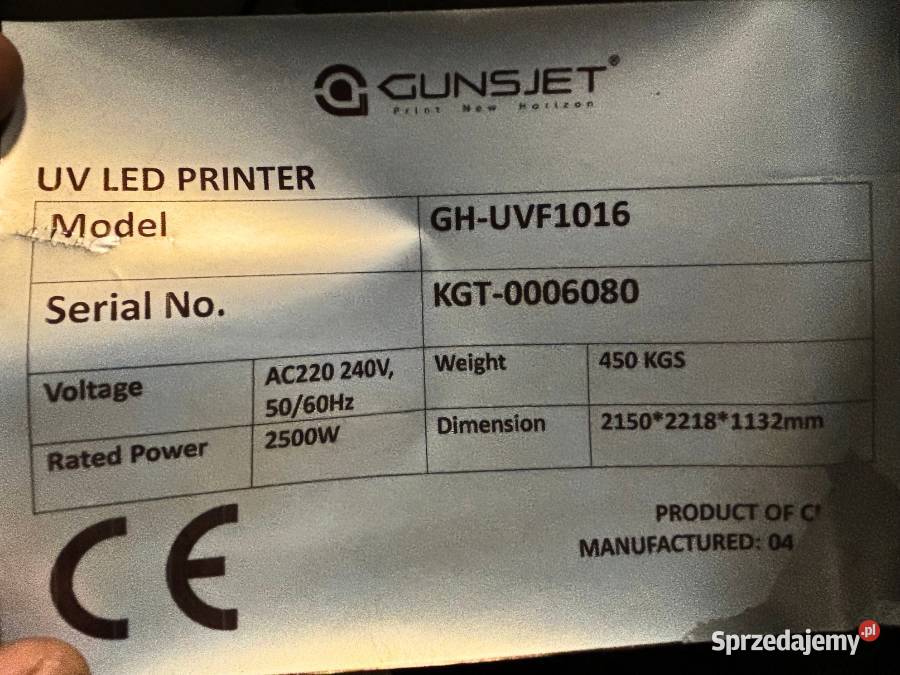 GUNSJET®
Print New Horizon
UV LED PRINTER
Model GH-UVF1016
Serial No. KGT-0006080
Voltage AC220 240V, 50/60Hz Weight 450 KGS
Rated Power 2500W Dimension 2150*2218*1132mm
CE
PRODUCT OF
MANUFACTURED: 04
Sprzedajemy.pl